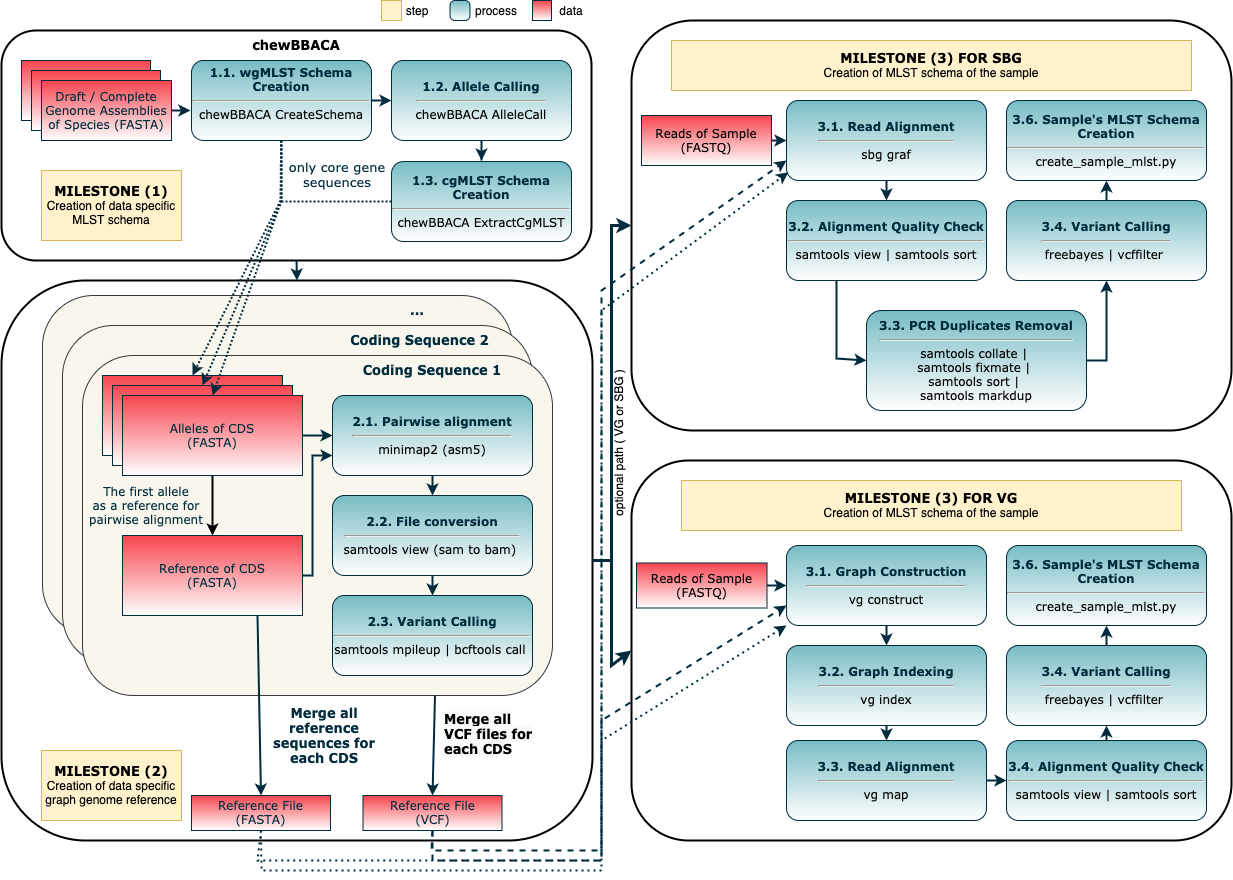 step
process
data
chewBBACA
Draft / Complete
Genome Assemblies
of Species (FASTA)
1.1. wgMLST Schema
Creation
chewBBACA CreateSchema
1.2. Allele Calling
chewBBACA AlleleCall
only core gene
sequences
1.3. cgMLST Schema
Creation
chewBBACA ExtractCgMLST
MILESTONE (1)
Creation of data specific
MLST schema
...
Coding Sequence 2
Coding Sequence 1
Alleles of CDS
(FASTA)
The first allele
as a reference for
pairwise alignment
Reference of CDS
(FASTA)
2.1. Pairwise alignment
minimap2 (asm5)
2.2. File conversion
samtools view (sam to bam)
2.3. Variant Calling
samtools mpileup | bcftools call
Merge all
reference
sequences for
each CDS
Merge all
VCF files for
each CDS
MILESTONE (2)
Creation of data specific
graph genome reference
Reference File
(FASTA)
Reference File
(VCF)
optional path ( VG or SBG )
MILESTONE (3) FOR SBG
Creation of MLST schema of the sample
Reads of Sample
(FASTQ)
3.1. Read Alignment
sbg graf
3.2. Alignment Quality Check
samtools view | samtools sort
3.3. PCR Duplicates Removal
samtools collate |
samtools fixmate |
samtools sort |
samtools markdup
3.4. Variant Calling
freebayes | vcffilter
3.6. Sample's MLST Schema
Creation
create_sample_mlst.py
MILESTONE (3) FOR VG
Creation of MLST schema of the sample
Reads of Sample
(FASTQ)
3.1. Graph Construction
vg construct
3.2. Graph Indexing
vg index
3.3. Read Alignment
vg map
3.4. Alignment Quality Check
samtools view | samtools sort
3.4. Variant Calling
freebayes | vcffilter
3.6. Sample's MLST Schema
Creation
create_sample_mlst.py